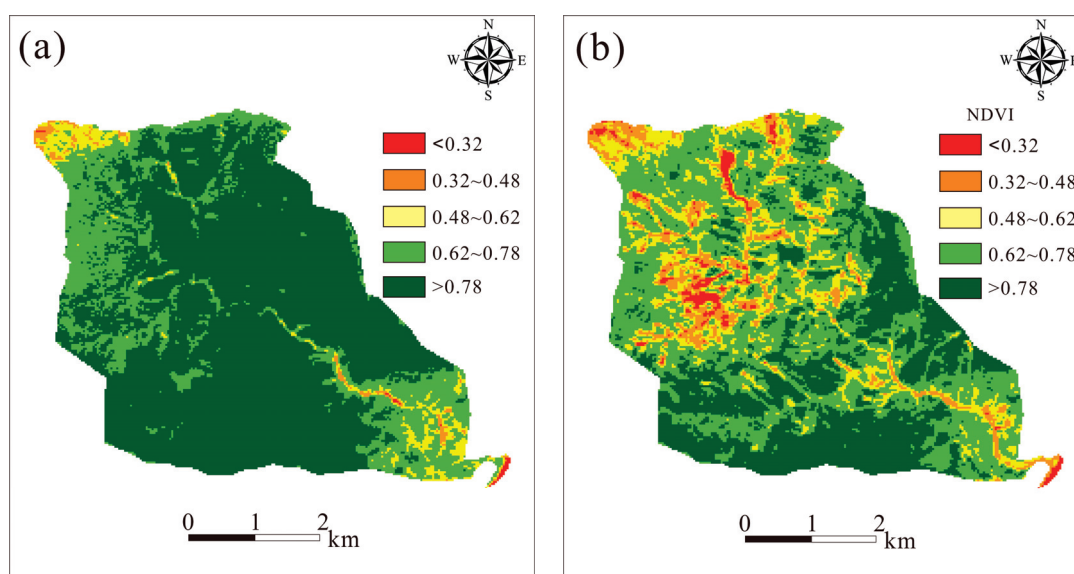 (a)
N
W E
S
<0.32
0.32~0.48
0.48~0.62
0.62~0.78
>0.78
0 1 2
km
(b)
N
W E
S
NDVI
<0.32
0.32~0.48
0.48~0.62
0.62~0.78
>0.78
0 1 2
km